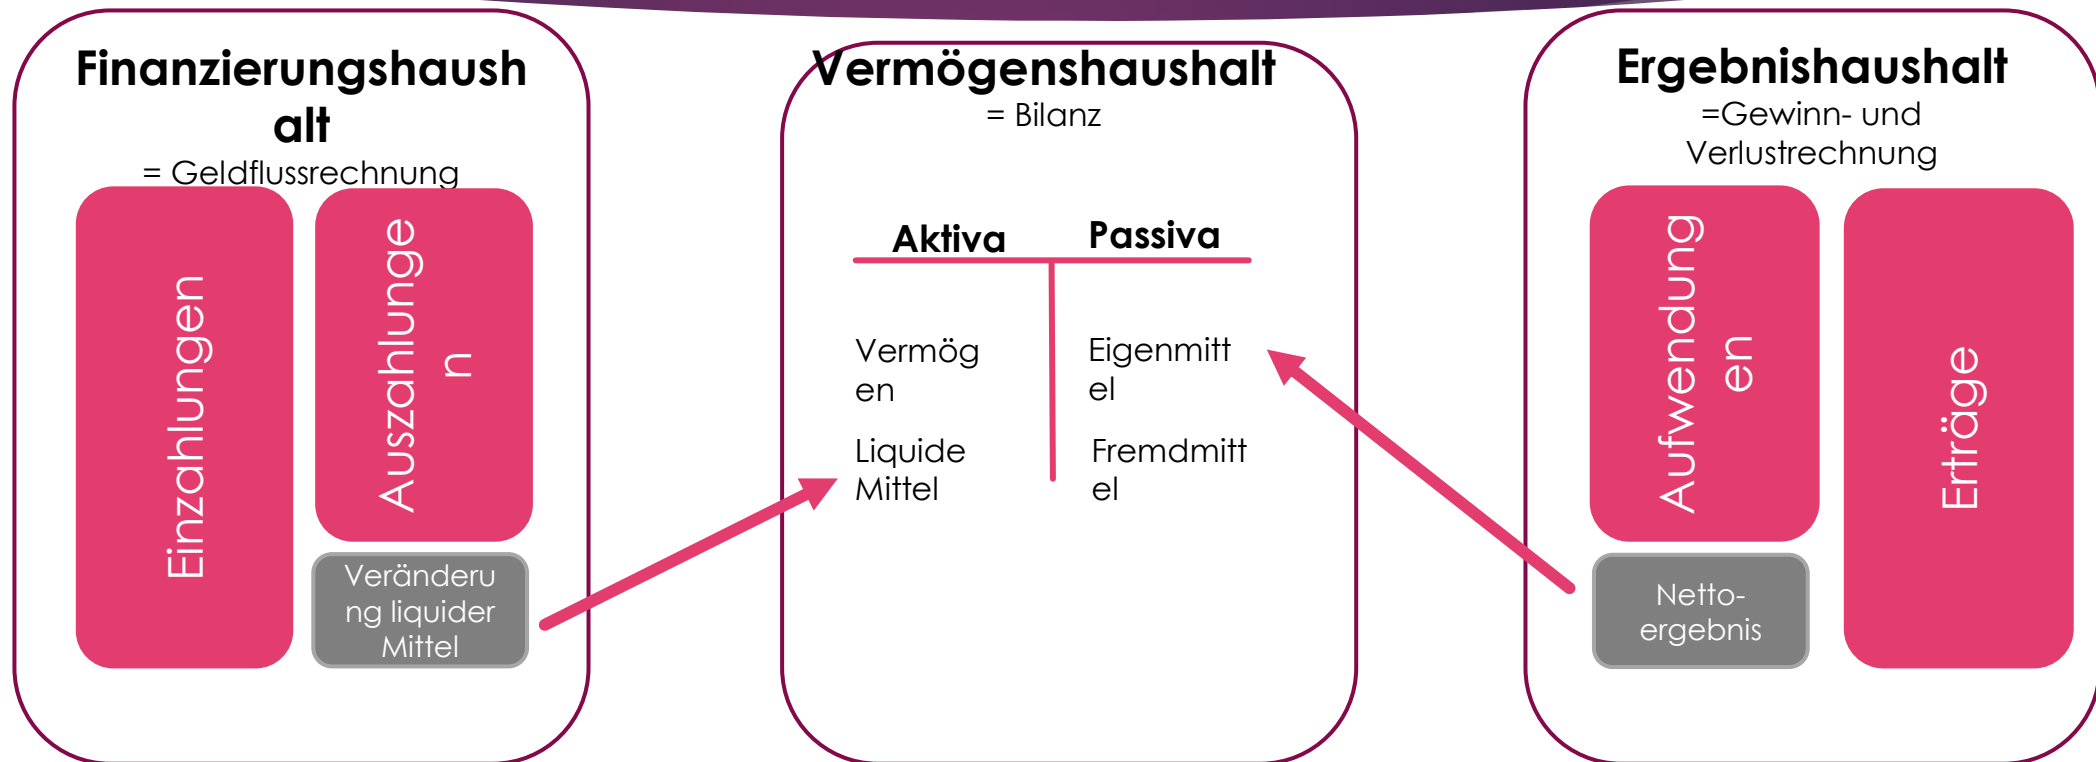 Finanzierungshaush
alt
= Geldflussrechnung
Einzahlungen
Auszahlunge
n
Veränderu
ng liquider
Mittel
Vermögenshaushalt
= Bilanz
Aktiva
Passiva
Vermög
en
Eigenmitt
el
Liquide
Mittel
Fremdmitt
el
Ergebnishaushalt
=Gewinn- und
Verlustrechnung
Aufwendung
en
Netto-
ergebnis
Erträge